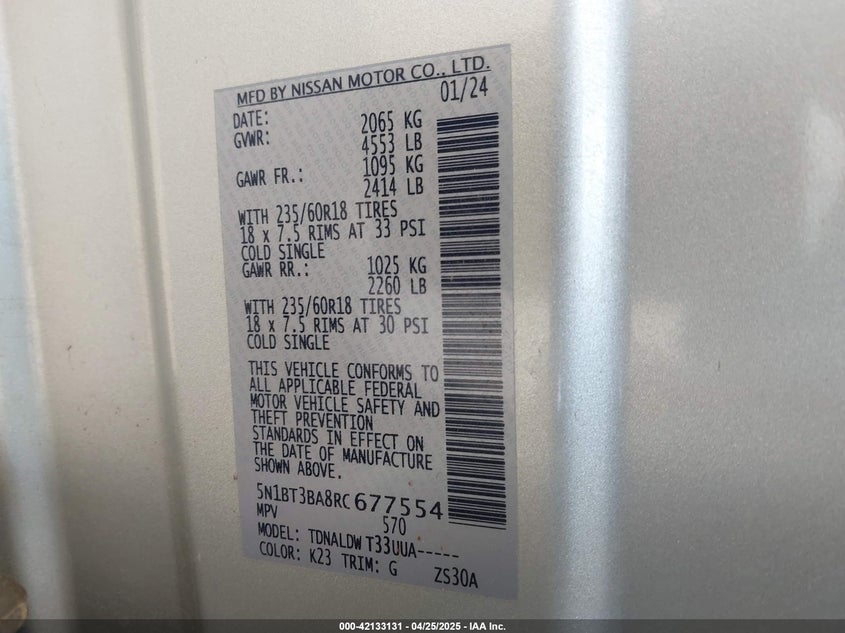 MFD BY NISSAN MOTOR CO., LTD.
DATE: 01/24
GVWR: 2065 KG
4553 LB
GAWR FR.: 1095 KG
2414 LB
WITH 235/60R18 TIRES
18 x 7.5 RIMS AT 33 PSI
COLD SINGLE
GAWR RR.: 1025 KG
2260 LB
WITH 235/60R18 TIRES
18 x 7.5 RIMS AT 30 PSI
COLD SINGLE
THIS VEHICLE CONFORMS TO
ALL APPLICABLE FEDERAL
MOTOR VEHICLE SAFETY AND
THEFT PREVENTION
STANDARDS IN EFFECT ON
THE DATE OF MANUFACTURE
SHOWN ABOVE.
5N1BT3BA8RC677554
MPV 570
MODEL: TDNALDW T33UUA-----
COLOR: K23 TRIM: G ZS30A
000-42133131 - 04/25/2025 - IAA Inc.